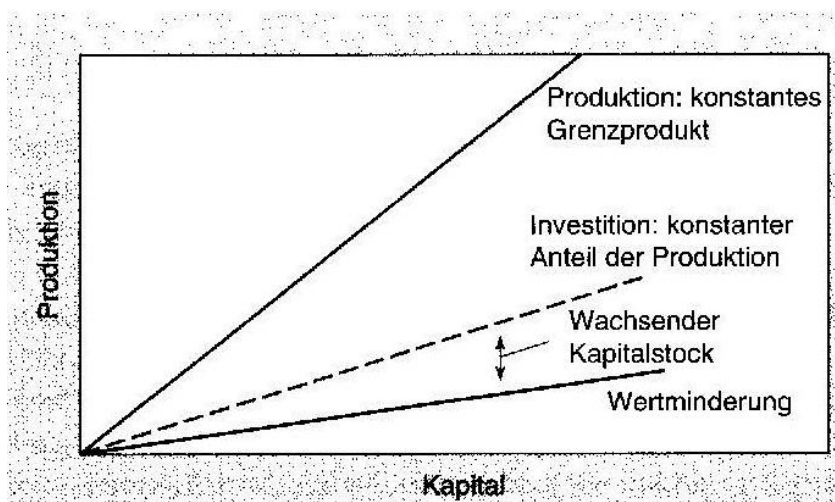 Produktion: konstantes
Grenzprodukt
Investition: konstanter
Anteil der Produktion
Wachsender
Kapitalstock
Wertminderung
Produktion
Kapital